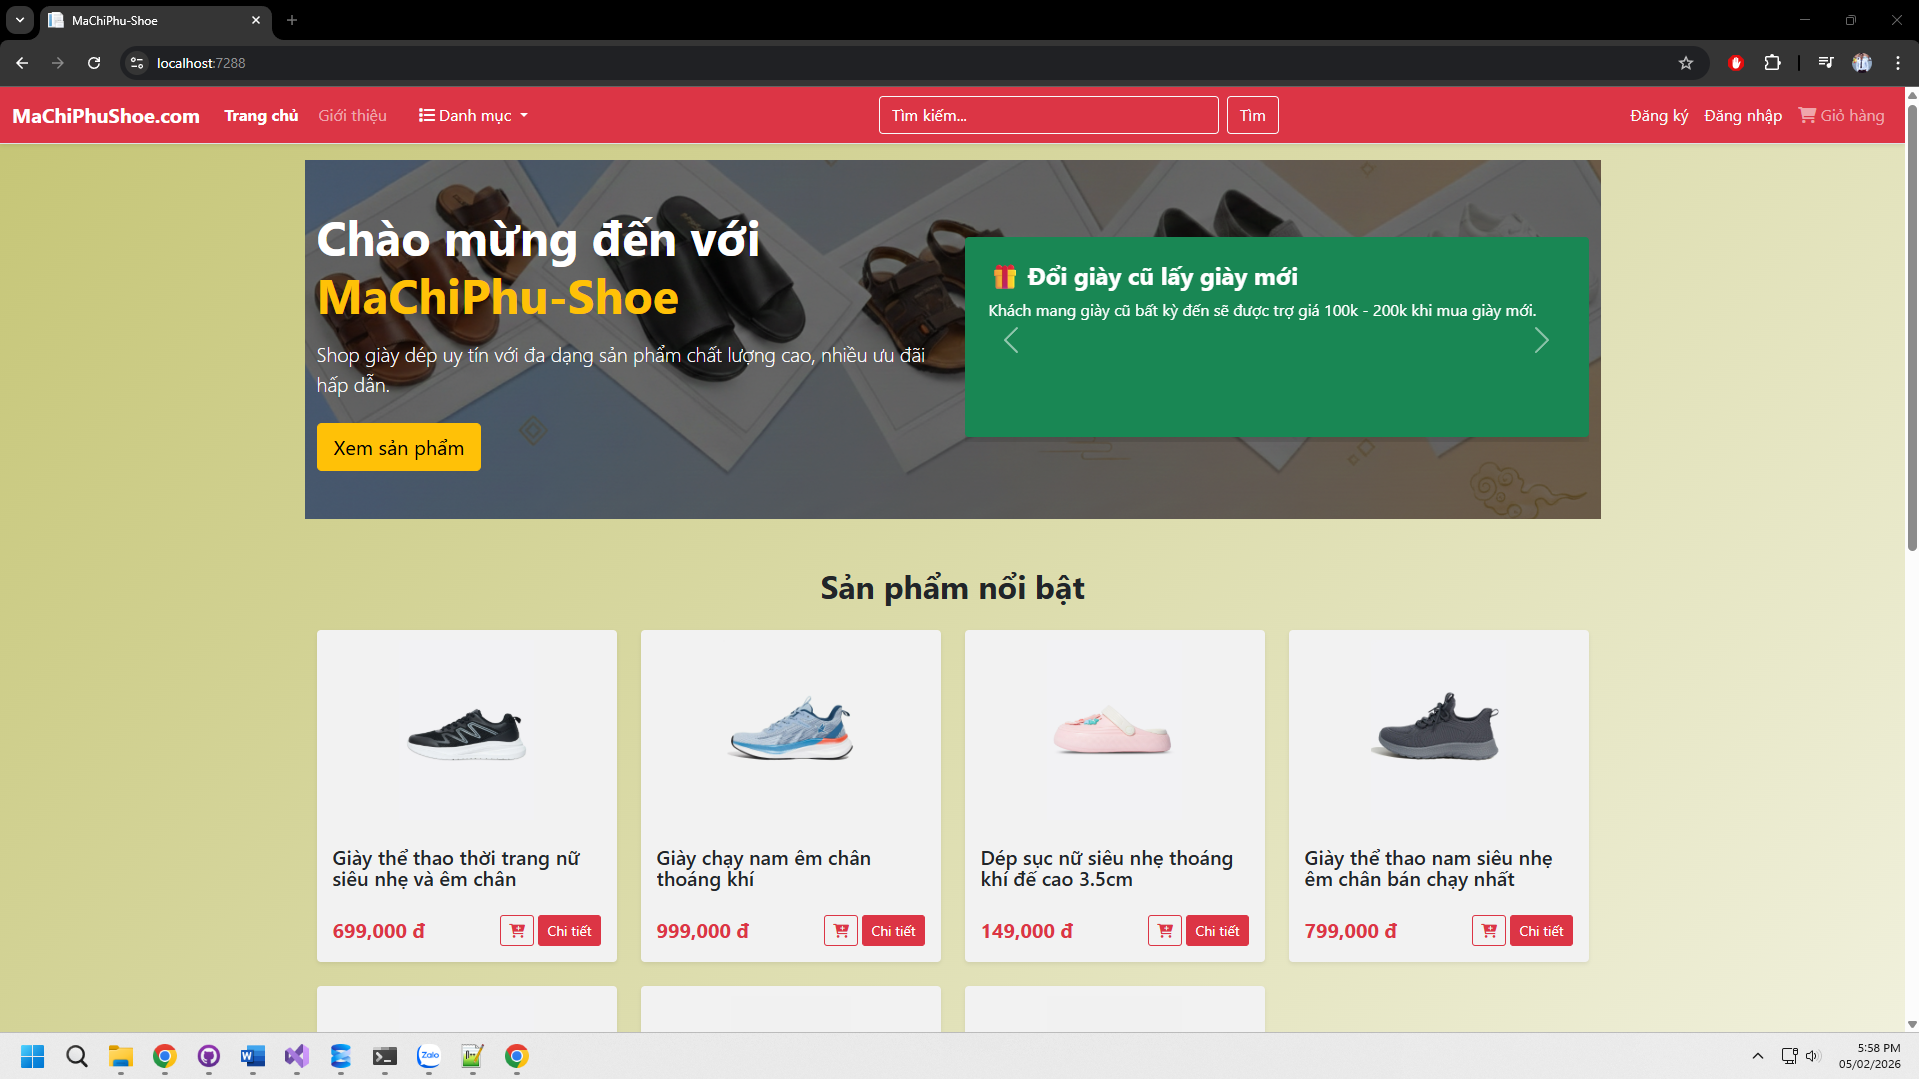 MaChiPhu-Shoe
localhost:7288
MaChiPhuShoe.com
Trang chủ
Giới thiệu
Danh mục
Tìm kiếm...
Tìm
Đăng ký
Đăng nhập
Giỏ hàng
Chào mừng đến với
MaChiPhu-Shoe
Shop giày dép uy tín với đa dạng sản phẩm chất lượng cao, nhiều ưu đãi
hấp dẫn.
Xem sản phẩm
Đổi giày cũ lấy giày mới
Khách mang giày cũ bất kỳ đến sẽ được trợ giá 100k - 200k khi mua giày mới.
Sản phẩm nổi bật
Giày thể thao thời trang nữ
siêu nhẹ và êm chân
699,000 đ
Chi tiết
Giày chạy nam êm chân
thoáng khí
999,000 đ
Chi tiết
Dép sục nữ siêu nhẹ thoáng
khí đế cao 3.5cm
149,000 đ
Chi tiết
Giày thể thao nam siêu nhẹ
êm chân bán chạy nhất
799,000 đ
Chi tiết
Zalo
5:58 PM
05/02/2026